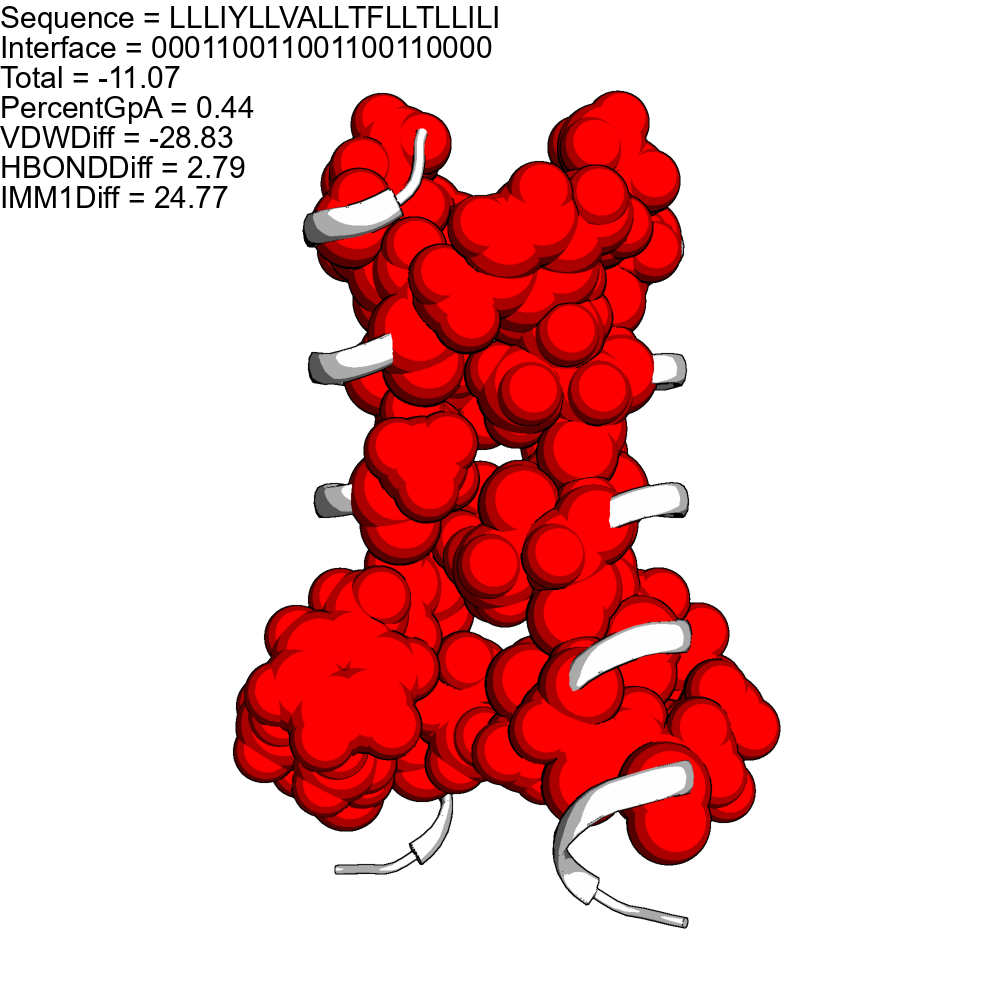 Sequence = LLLIYLLVALLTFLLTLLILI
Interface = 000110011001100110000
Total = -11.07
PercentGpA = 0.44
VDWDiff = -28.83
HBONDDiff = 2.79
IMM1Diff = 24.77